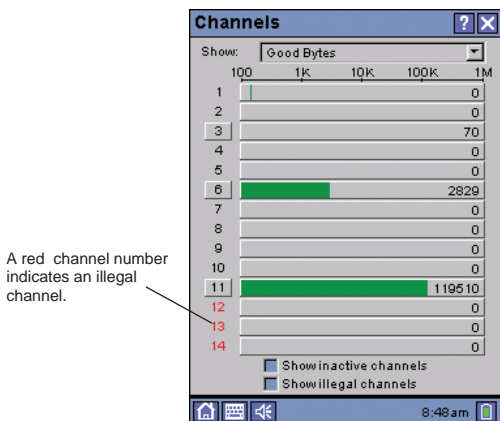 Channels ? X
Show: Good Bytes
100 1K 10K 100K 1M
1 0
2 0
3 70
4 0
5 0
6 2829
7 0
8 0
9 0
10 0
11 119510
12 0
13 0
14 0
Show inactive channels
Show illegal channels
8:48am
A red channel number
indicates an illegal
channel.